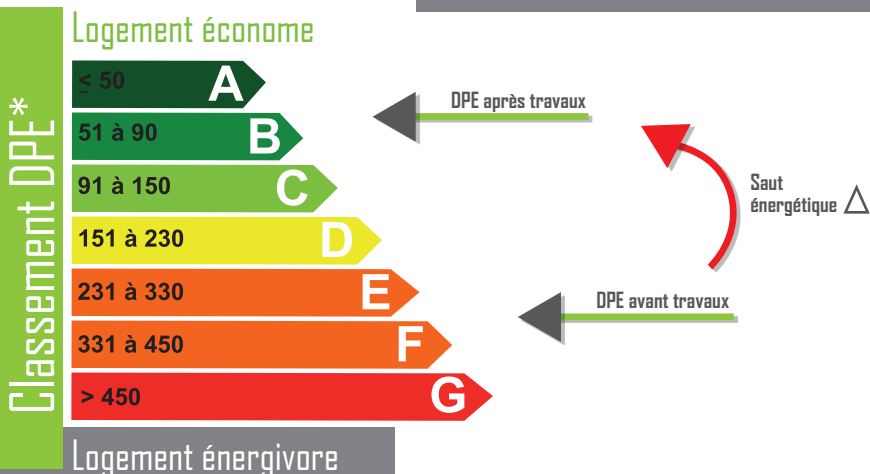 Classement DPE*
Logement économe
≤ 50 A
51 à 90 B
91 à 150 C
151 à 230 D
231 à 330 E
331 à 450 F
> 450 G
Logement énergivore
DPE après travaux
Saut
énergétique △
DPE avant travaux